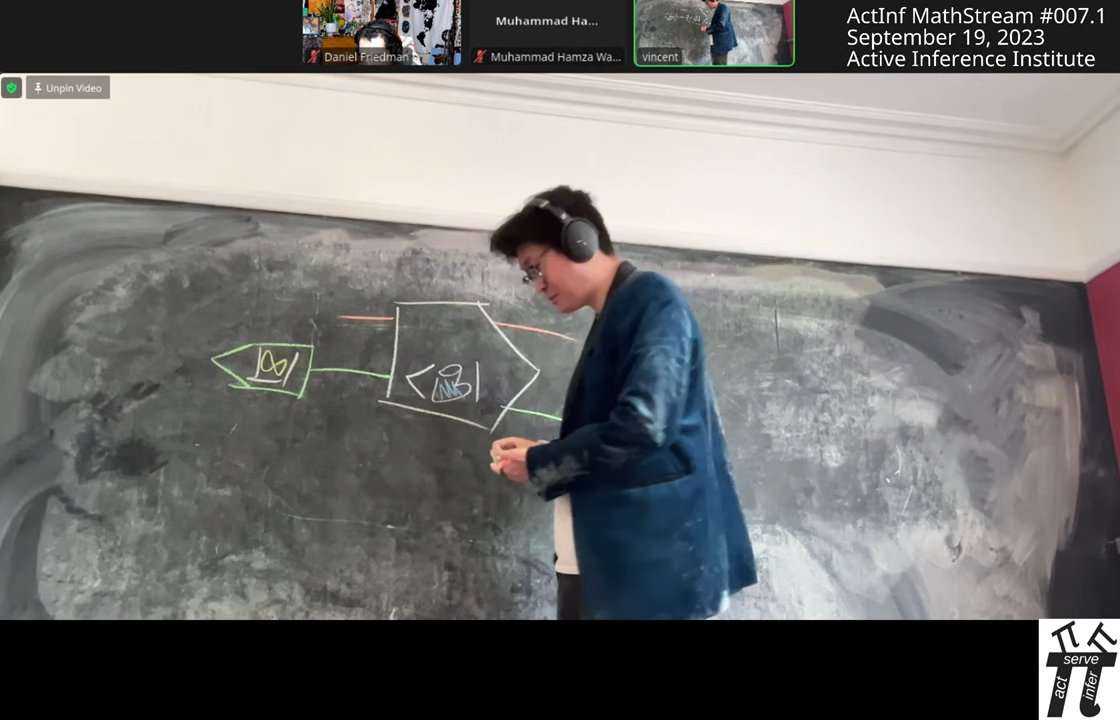 Muhammad Ha...
Daniel Friedman
Muhammad Hamza Wa...
vincent
ActInf MathStream #007.1
September 19, 2023
Active Inference Institute
Unpin Video
serve
act
infer